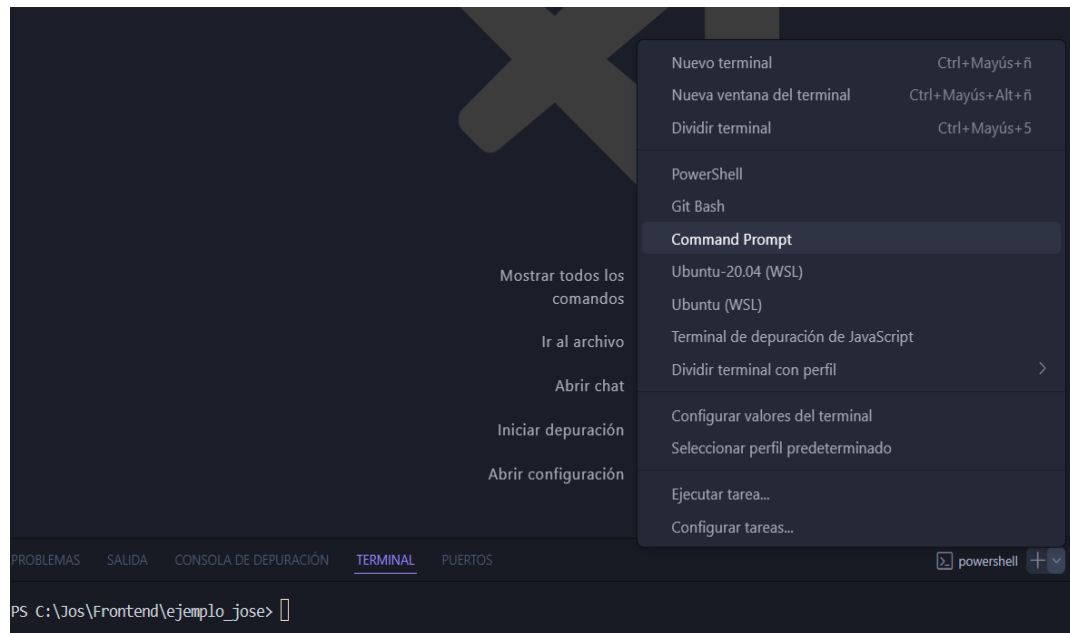 Nuevo terminal Ctrl+Mayús+ñ
Nueva ventana del terminal Ctrl+Mayús+Alt+ñ
Dividir terminal Ctrl+Mayús+5
PowerShell
Git Bash
Command Prompt
Ubuntu-20.04 (WSL)
Ubuntu (WSL)
Terminal de depuración de JavaScript
Dividir terminal con perfil
Configurar valores del terminal
Seleccionar perfil predeterminado
Ejecutar tarea...
Configurar tareas...
Mostrar todos los
comandos
Ir al archivo
Abrir chat
Iniciar depuración
Abrir configuración
PROBLEMAS SALIDA CONSOLA DE DEPURACIÓN TERMINAL PUERTOS powershell
PS C:\Jos\Frontend\ejemplo_jose>